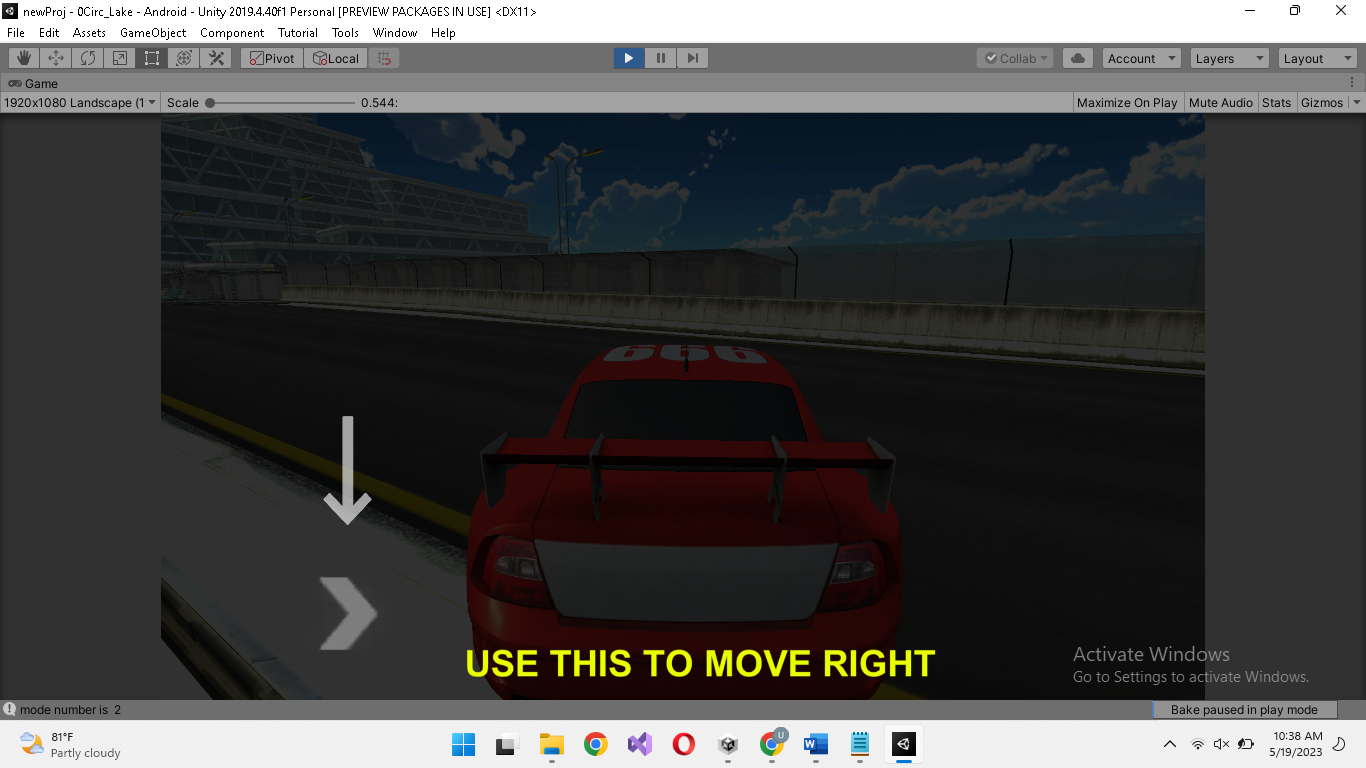 newProj - 0Circ_Lake - Android - Unity 2019.4.40f1 Personal [PREVIEW PACKAGES IN USE] <DX11>
File Edit Assets GameObject Component Tutorial Tools Window Help
Pivot Local Collab Account Layers Layout
Game
1920x1080 Landscape (1 Scale 0.544: Maximize On Play Mute Audio Stats Gizmos
666
USE THIS TO MOVE RIGHT
Activate Windows
Go to Settings to activate Windows.
mode number is 2 Bake paused in play mode
81°F
Partly cloudy
U
W
10:38 AM
5/19/2023